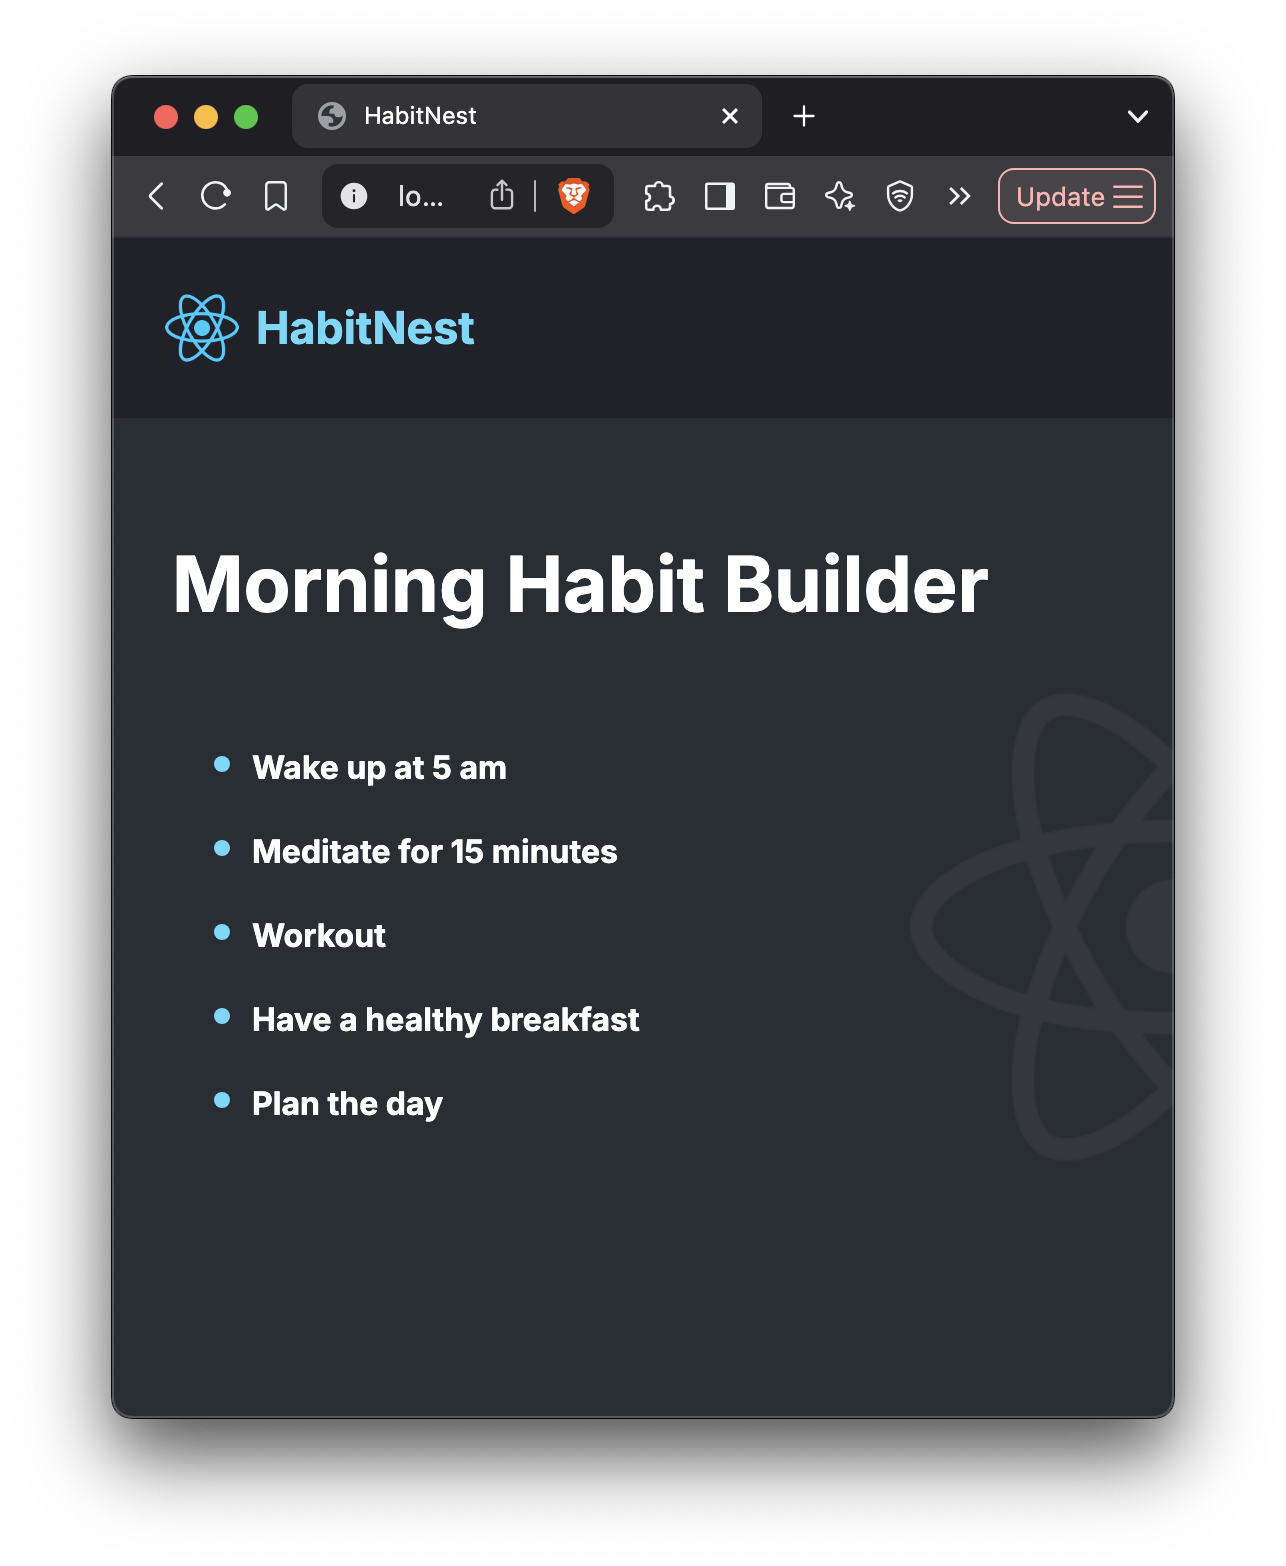 HabitNest
lo...
Update
HabitNest
Morning Habit Builder
Wake up at 5 am
Meditate for 15 minutes
Workout
Have a healthy breakfast
Plan the day